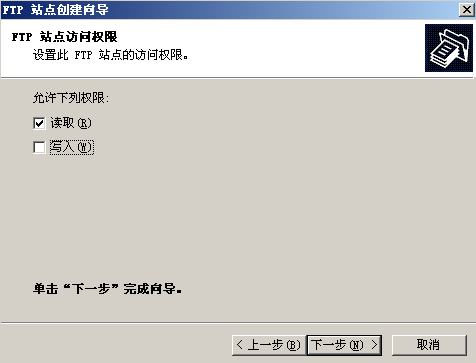 FTP 站点创建向导
FTP 站点访问权限
设置此 FTP 站点的访问权限。
允许下列权限:
读取(R)
写入(W)
单击“下一步”完成向导。
< 上一步(B) 下一步(N) > 取消